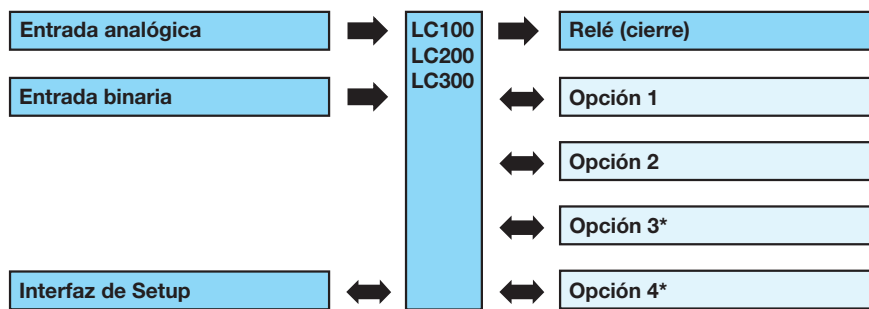 Entrada analógica
LC100
LC200
LC300
Relé (cierre)
Entrada binaria
Opción 1
Opción 2
Opción 3*
Interfaz de Setup
Opción 4*